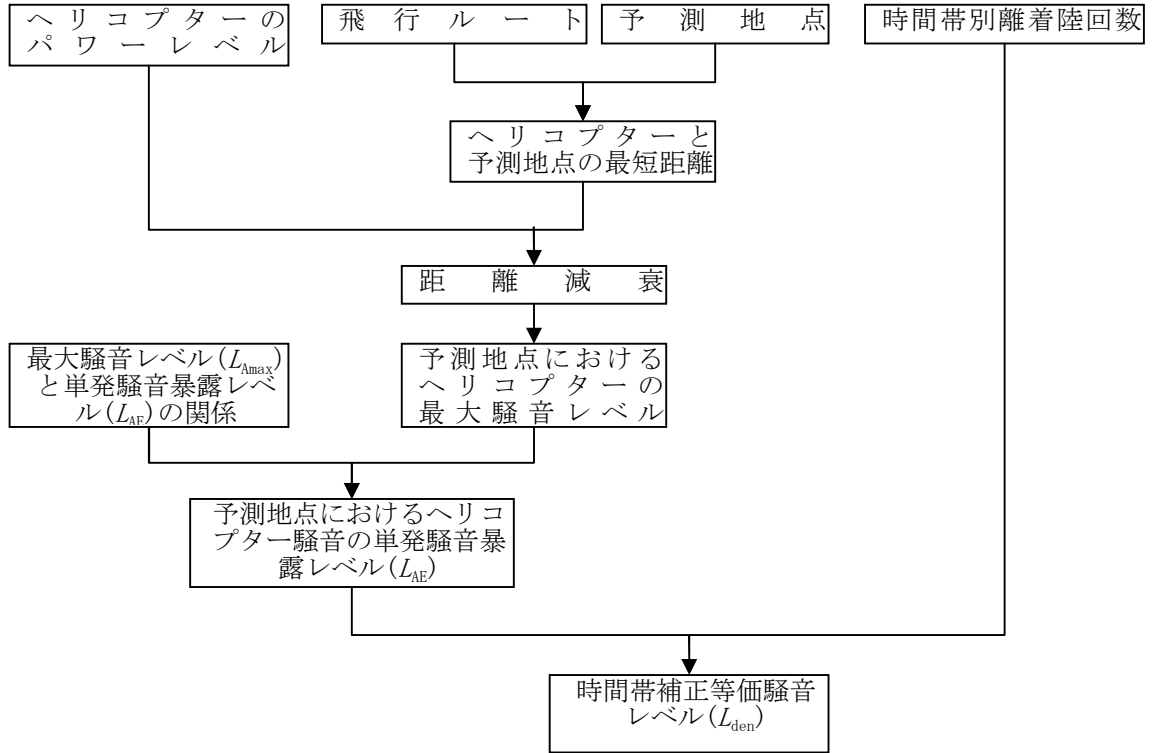 ヘリコプターの
パワーレベル
飛行ルート
予測地点
時間帯別離着陸回数
ヘリコプターと
予測地点の最短距離
距離減衰
最大騒音レベル(LAmax)
と単発騒音暴露レベ
ル(LAE)の関係
予測地点における
ヘリコプターの
最大騒音レベル
予測地点におけるヘリコ
プター騒音の単発騒音暴
露レベル(LAE)
時間帯補正等価騒音
レベル(Lden)